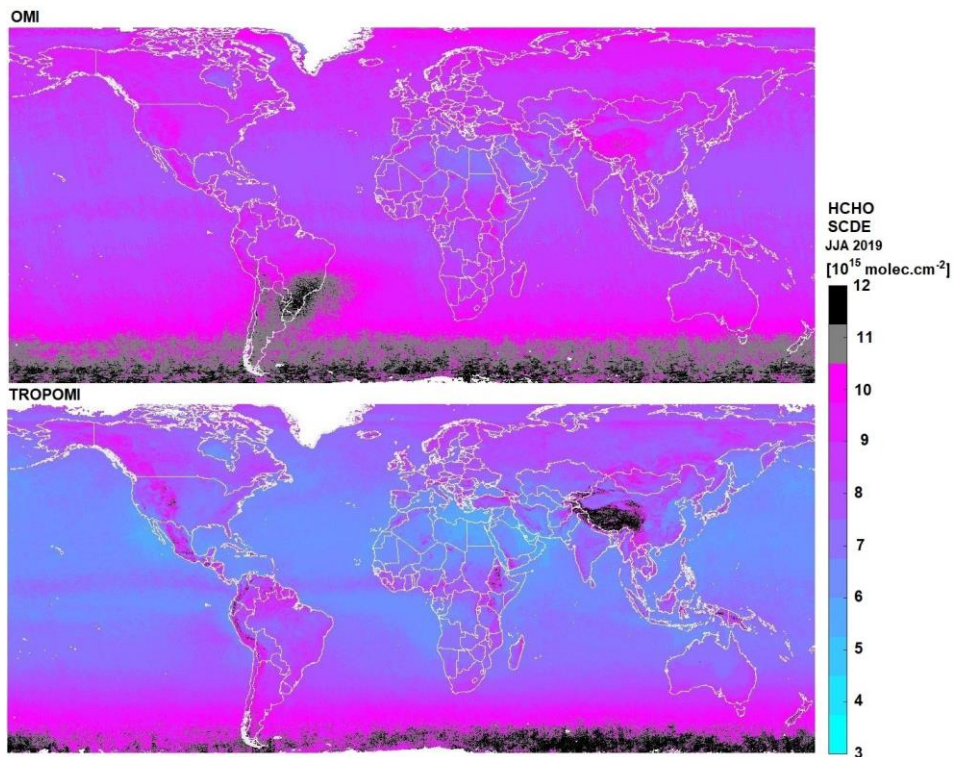 OMI
TROPOMI
HCHO
SCDE
JJA 2019
[10¹⁵ molec.cm⁻²]
12
11
10
9
8
7
6
5
4
3